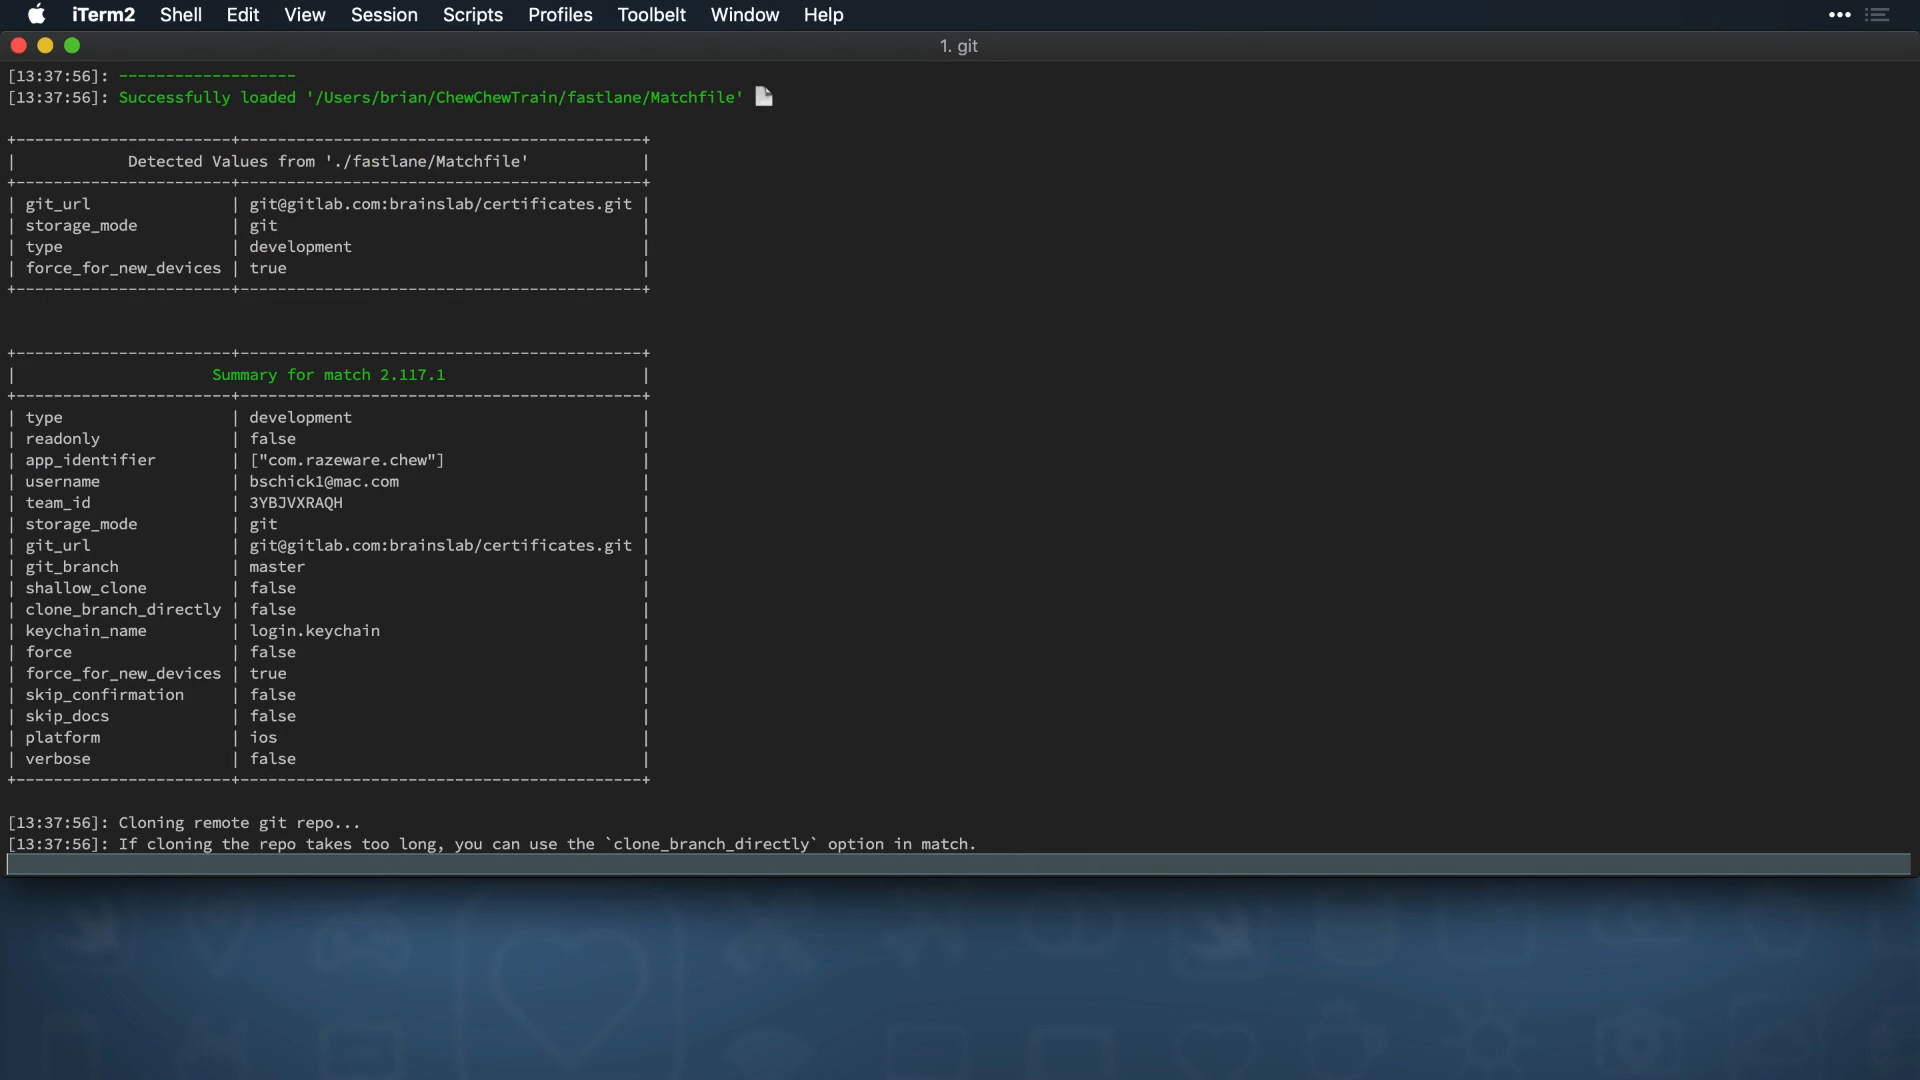 iTerm2 Shell Edit View Session Scripts Profiles Toolbelt Window Help
1. git
[13:37:56]: -------------------
[13:37:56]: Successfully loaded '/Users/brian/ChewChewTrain/fastlane/Matchfile' 📄
+-----------------------+-------------------------------------------+
| Detected Values from './fastlane/Matchfile' |
+-----------------------+-------------------------------------------+
| git_url | git@gitlab.com:brainslab/certificates.git |
| storage_mode | git |
| type | development |
| force_for_new_devices | true |
+-----------------------+-------------------------------------------+
+-----------------------+-------------------------------------------+
| Summary for match 2.117.1 |
+-----------------------+-------------------------------------------+
| type | development |
| readonly | false |
| app_identifier | ["com.razeware.chew"] |
| username | bschick1@mac.com |
| team_id | 3YBJVXRAQH |
| storage_mode | git |
| git_url | git@gitlab.com:brainslab/certificates.git |
| git_branch | master |
| shallow_clone | false |
| clone_branch_directly | false |
| keychain_name | login.keychain |
| force | false |
| force_for_new_devices | true |
| skip_confirmation | false |
| skip_docs | false |
| platform | ios |
| verbose | false |
+-----------------------+-------------------------------------------+
[13:37:56]: Cloning remote git repo...
[13:37:56]: If cloning the repo takes too long, you can use the `clone_branch_directly` option in match.